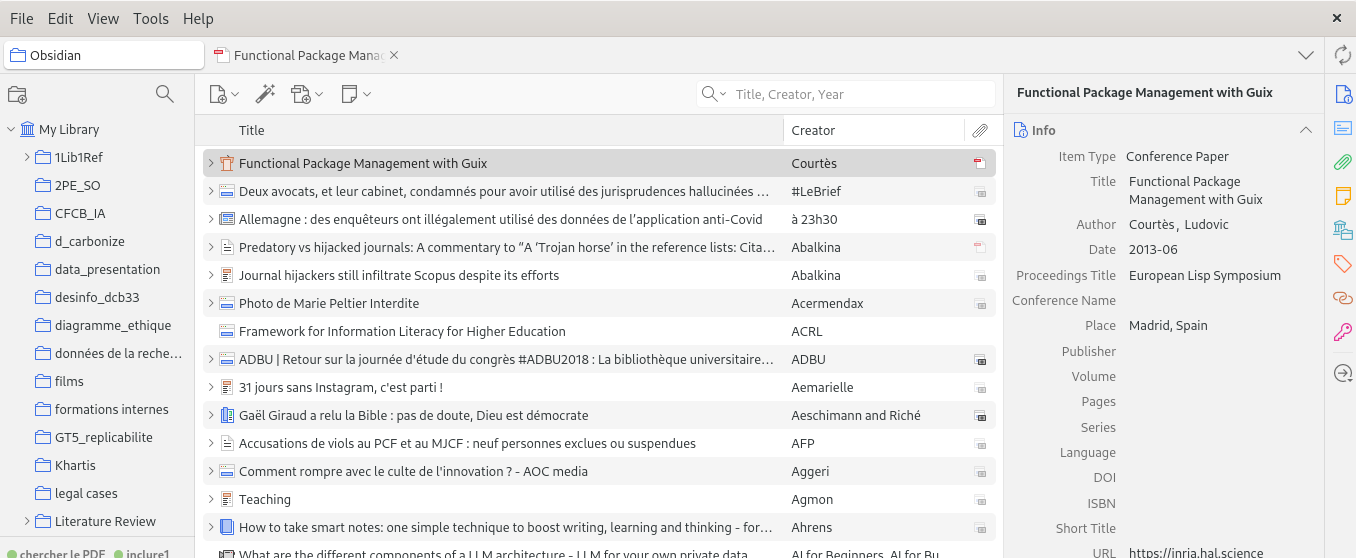 File Edit View Tools Help
Obsidian
Functional Package Mana
Title, Creator, Year
Functional Package Management with Guix
My Library
1Lib1Ref
2PE_SO
CFCB_IA
d_carbonize
data_presentation
desinfo_dcb33
diagramme_ethique
données de la reche...
films
formations internes
GT5_replicabilite
Khartis
legal cases
Literature Review
chercher le PDF inclure1
Title Creator
Functional Package Management with Guix Courtès
Deux avocats, et leur cabinet, condamnés pour avoir utilisé des jurisprudences hallucinées ... #LeBrief
Allemagne : des enquêteurs ont illégalement utilisé des données de l’application anti-Covid à 23h30
Predatory vs hijacked journals: A commentary to “A ‘Trojan horse’ in the reference lists: Cita... Abalkina
Journal hijackers still infiltrate Scopus despite its efforts Abalkina
Photo de Marie Peltier Interdite Acermendax
Framework for Information Literacy for Higher Education ACRL
ADBU | Retour sur la journée d'étude du congrès #ADBU2018 : La bibliothèque universitaire... ADBU
31 jours sans Instagram, c'est parti ! Aemarielle
Gaël Giraud a relu la Bible : pas de doute, Dieu est démocrate Aeschimann and Riché
Accusations de viols au PCF et au MJCF : neuf personnes exclues ou suspendues AFP
Comment rompre avec le culte de l'innovation ? - AOC media Aggeri
Teaching Agmon
How to take smart notes: one simple technique to boost writing, learning and thinking - for... Ahrens
What are the different components of a LLM architecture - LLM for your own private data AI for Beginners, AI for Bu
Info
Item Type Conference Paper
Title Functional Package
Management with Guix
Author Courtès, Ludovic
Date 2013-06
Proceedings Title European Lisp Symposium
Conference Name
Place Madrid, Spain
Publisher
Volume
Pages
Series
Language
DOI
ISBN
Short Title
URL https://inria.hal.science